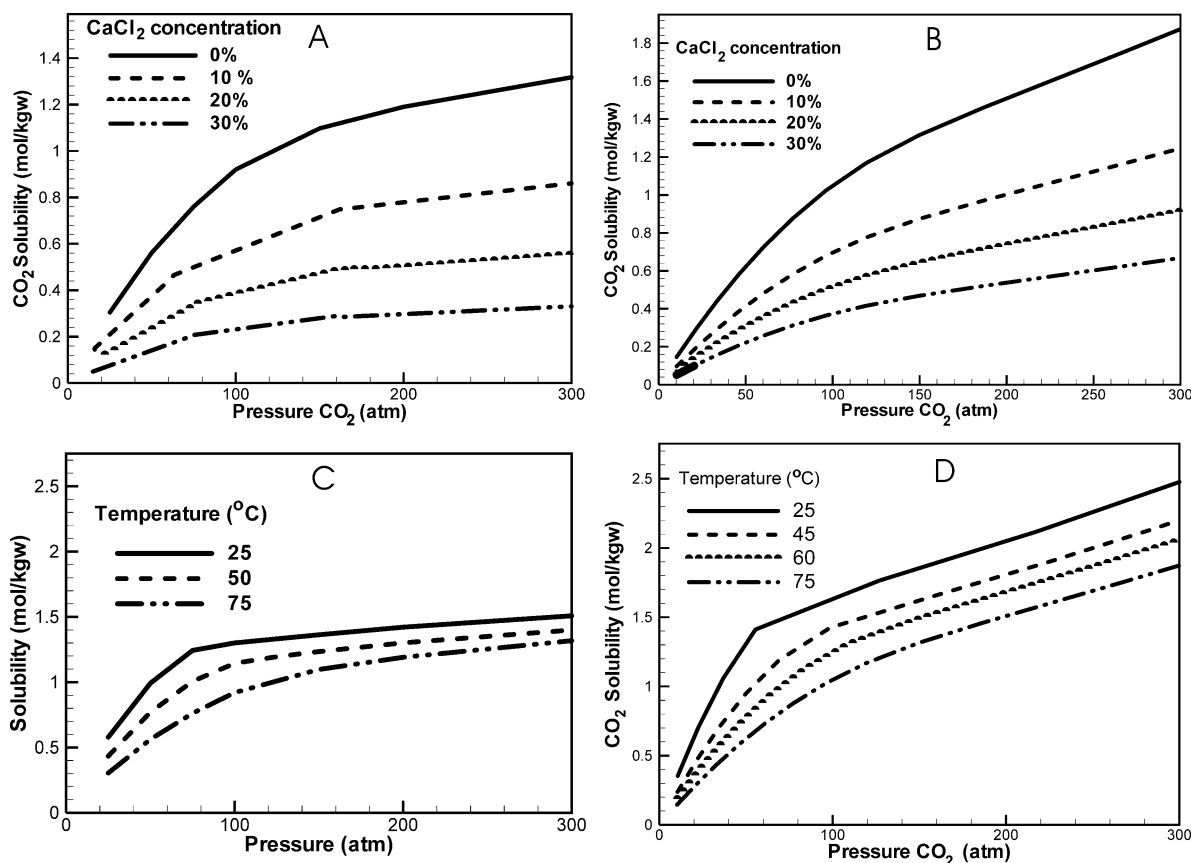 A
CaCl2 concentration
0%
10 %
20%
30%
CO2 Solubility (mol/kgw)
1.4
1.2
1
0.8
0.6
0.4
0.2
0
0 100 200 300
Pressure CO2 (atm)
B
CaCl2 concentration
0%
10%
20%
30%
CO2 Solubility (mol/kgw)
1.8
1.6
1.4
1.2
1
0.8
0.6
0.4
0.2
0
0 50 100 150 200 250 300
Pressure CO2 (atm)
C
Temperature (oC)
25
50
75
Solubility (mol/kgw)
2.5
2
1.5
1
0.5
0
0 100 200 300
Pressure (atm)
D
Temperature (oC)
25
45
60
75
CO2 Solubility (mol/kgw)
2.5
2
1.5
1
0.5
0
0 100 200 300
Pressure CO2 (atm)